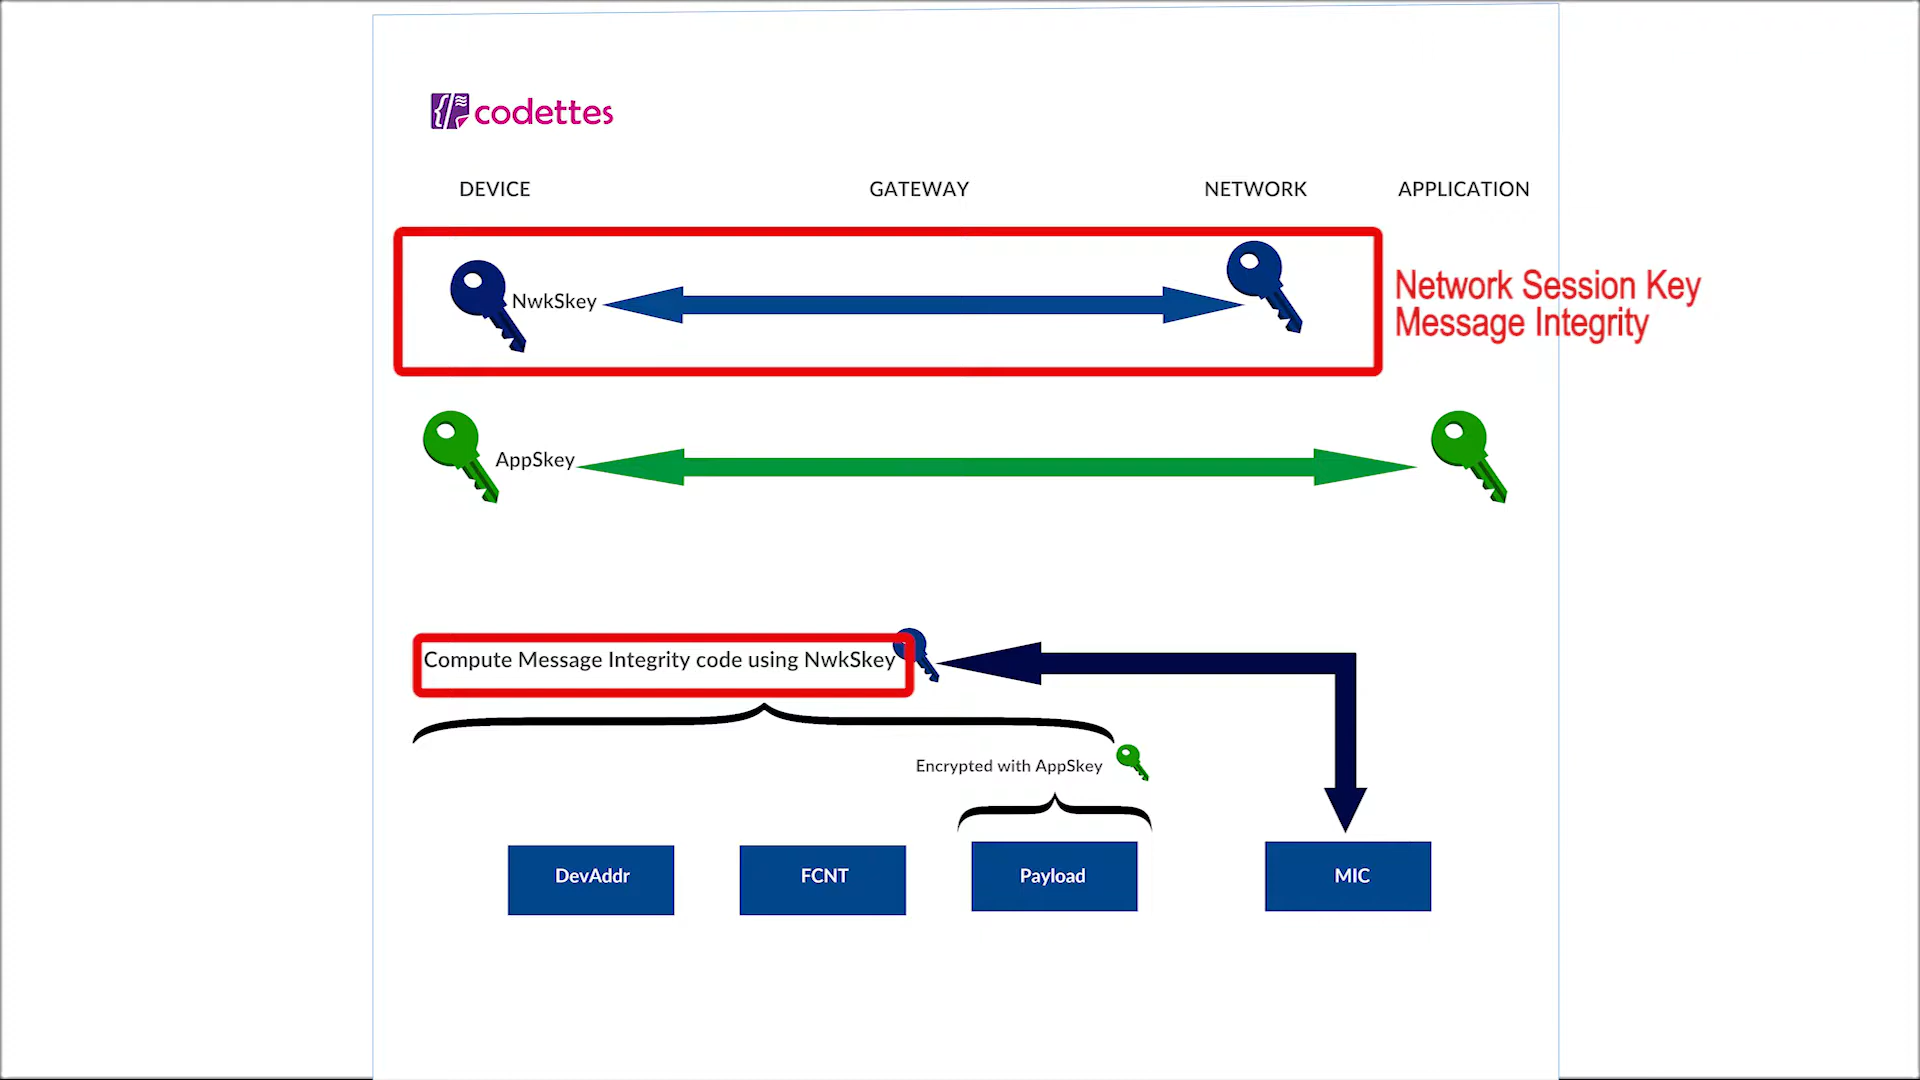 codettes
DEVICE GATEWAY NETWORK APPLICATION
NwkSkey
Network Session Key
Message Integrity
AppSkey
Compute Message Integrity code using NwkSkey
Encrypted with AppSkey
DevAddr FCNT Payload MIC